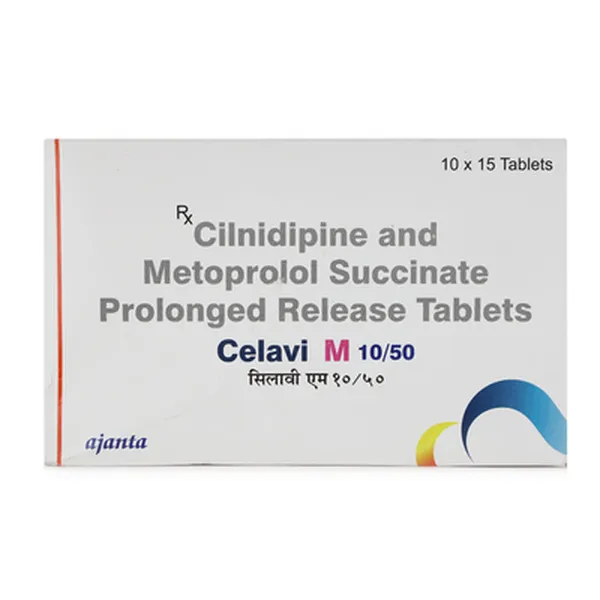 10 x 15 Tablets
Rx Cilnidipine and
Metoprolol Succinate
Prolonged Release Tablets
Celavi M 10/50
सिलावी एम १०/५०
ajanta